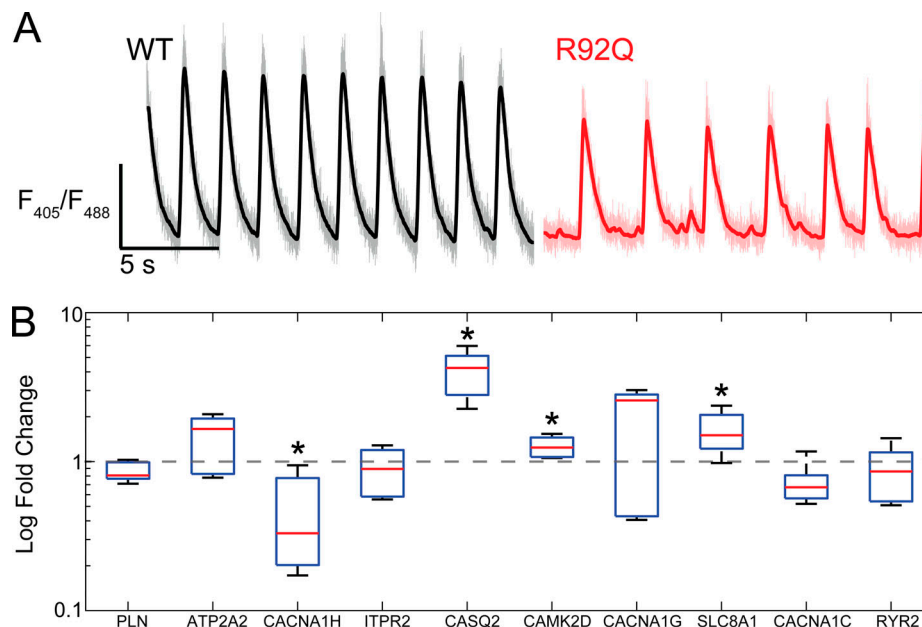 A
WT
R92Q
F405/F488
5 s
B
10
*
*
*
*
1
0.1
Log Fold Change
PLN ATP2A2 CACNA1H ITPR2 CASQ2 CAMK2D CACNA1G SLC8A1 CACNA1C RYR2